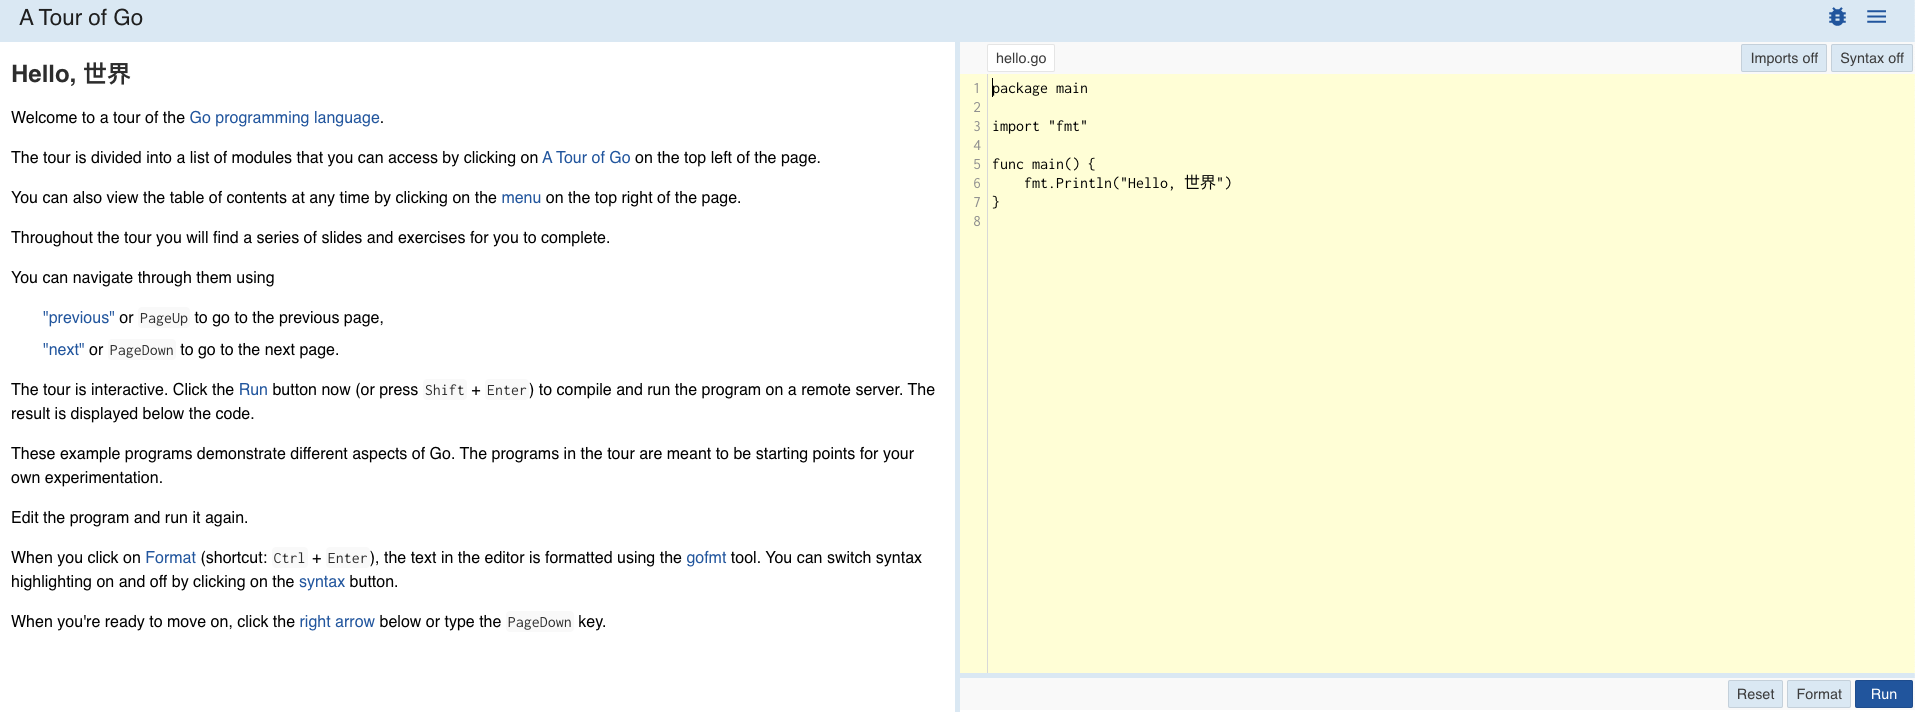 A Tour of Go
Hello, 世界
Welcome to a tour of the Go programming language.
The tour is divided into a list of modules that you can access by clicking on A Tour of Go on the top left of the page.
You can also view the table of contents at any time by clicking on the menu on the top right of the page.
Throughout the tour you will find a series of slides and exercises for you to complete.
You can navigate through them using
"previous" or PageUp to go to the previous page,
"next" or PageDown to go to the next page.
The tour is interactive. Click the Run button now (or press Shift + Enter) to compile and run the program on a remote server. The
result is displayed below the code.
These example programs demonstrate different aspects of Go. The programs in the tour are meant to be starting points for your
own experimentation.
Edit the program and run it again.
When you click on Format (shortcut: Ctrl + Enter), the text in the editor is formatted using the gofmt tool. You can switch syntax
highlighting on and off by clicking on the syntax button.
When you're ready to move on, click the right arrow below or type the PageDown key.
hello.go
Imports off Syntax off
1 package main
2
3 import "fmt"
4
5 func main() {
6     fmt.Println("Hello, 世界")
7 }
8
Reset Format Run